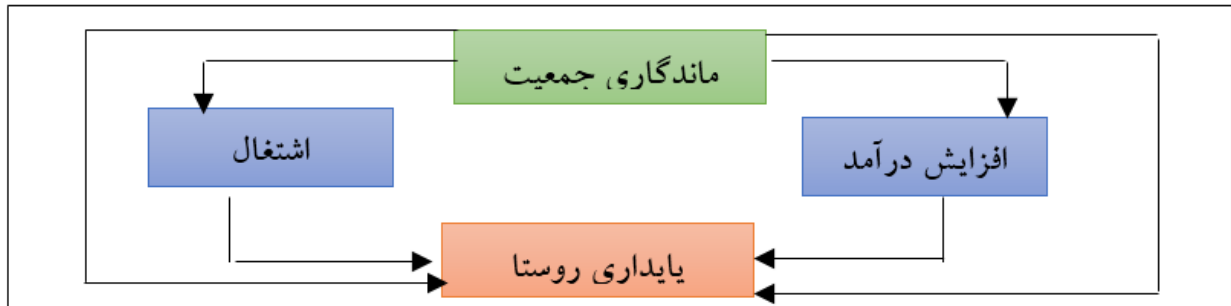 ماندگاری جمعیت
افزایش درآمد
اشتغال
پایداری روستا